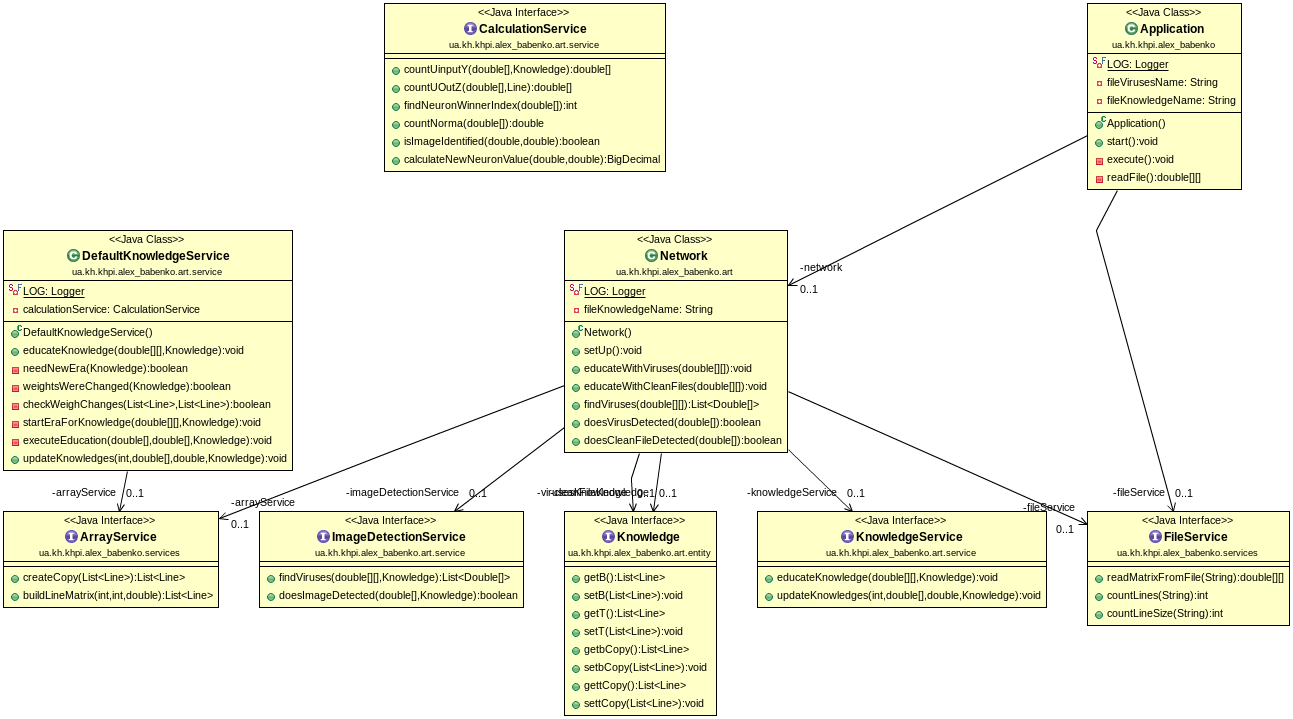 <<Java Interface>>
CalculationService
ua.kh.khpi.alex_babenko.art.service
countUinputY(double[],Knowledge):double[]
countUOutZ(double[],Line):double[]
findNeuronWinnerIndex(double[]):int
countNorma(double[]):double
isImageIdentified(double,double):boolean
calculateNewNeuronValue(double,double):BigDecimal
<<Java Class>>
Application
ua.kh.khpi.alex_babenko
LOG: Logger
fileVirusesName: String
fileKnowledgeName: String
Application()
start():void
execute():void
readFile():double[][]
<<Java Class>>
DefaultKnowledgeService
ua.kh.khpi.alex_babenko.art.service
LOG: Logger
calculationService: CalculationService
DefaultKnowledgeService()
educateKnowledge(double[][],Knowledge):void
needNewEra(Knowledge):boolean
weightsWereChanged(Knowledge):boolean
checkWeighChanges(List<Line>,List<Line>):boolean
startEraForKnowledge(double[][],Knowledge):void
executeEducation(double[],double[],Knowledge):void
updateKnowledges(int,double[],double,Knowledge):void
<<Java Class>>
Network
ua.kh.khpi.alex_babenko.art
LOG: Logger
fileKnowledgeName: String
Network()
setUp():void
educateWithViruses(double[][]):void
educateWithCleanFiles(double[][]):void
findViruses(double[][]):List<Double[]>
doesVirusDetected(double[]):boolean
doesCleanFileDetected(double[]):boolean
-network
0..1
-arrayService
0..1
-arrayService
0..1
-imageDetectionService
0..1
0..1
0..1
-knowledgeService
0..1
-fileService
0..1
-fileService
0..1
<<Java Interface>>
ArrayService
ua.kh.khpi.alex_babenko.services
createCopy(List<Line>):List<Line>
buildLineMatrix(int,int,double):List<Line>
<<Java Interface>>
ImageDetectionService
ua.kh.khpi.alex_babenko.art.service
findViruses(double[][],Knowledge):List<Double[]>
doesImageDetected(double[],Knowledge):boolean
<<Java Interface>>
Knowledge
ua.kh.khpi.alex_babenko.art.entity
getB():List<Line>
setB(List<Line>):void
getT():List<Line>
setT(List<Line>):void
getbCopy():List<Line>
setbCopy(List<Line>):void
gettCopy():List<Line>
settCopy(List<Line>):void
<<Java Interface>>
KnowledgeService
ua.kh.khpi.alex_babenko.art.service
educateKnowledge(double[][],Knowledge):void
updateKnowledges(int,double[],double,Knowledge):void
<<Java Interface>>
FileService
ua.kh.khpi.alex_babenko.services
readMatrixFromFile(String):double[][]
countLines(String):int
countLineSize(String):int